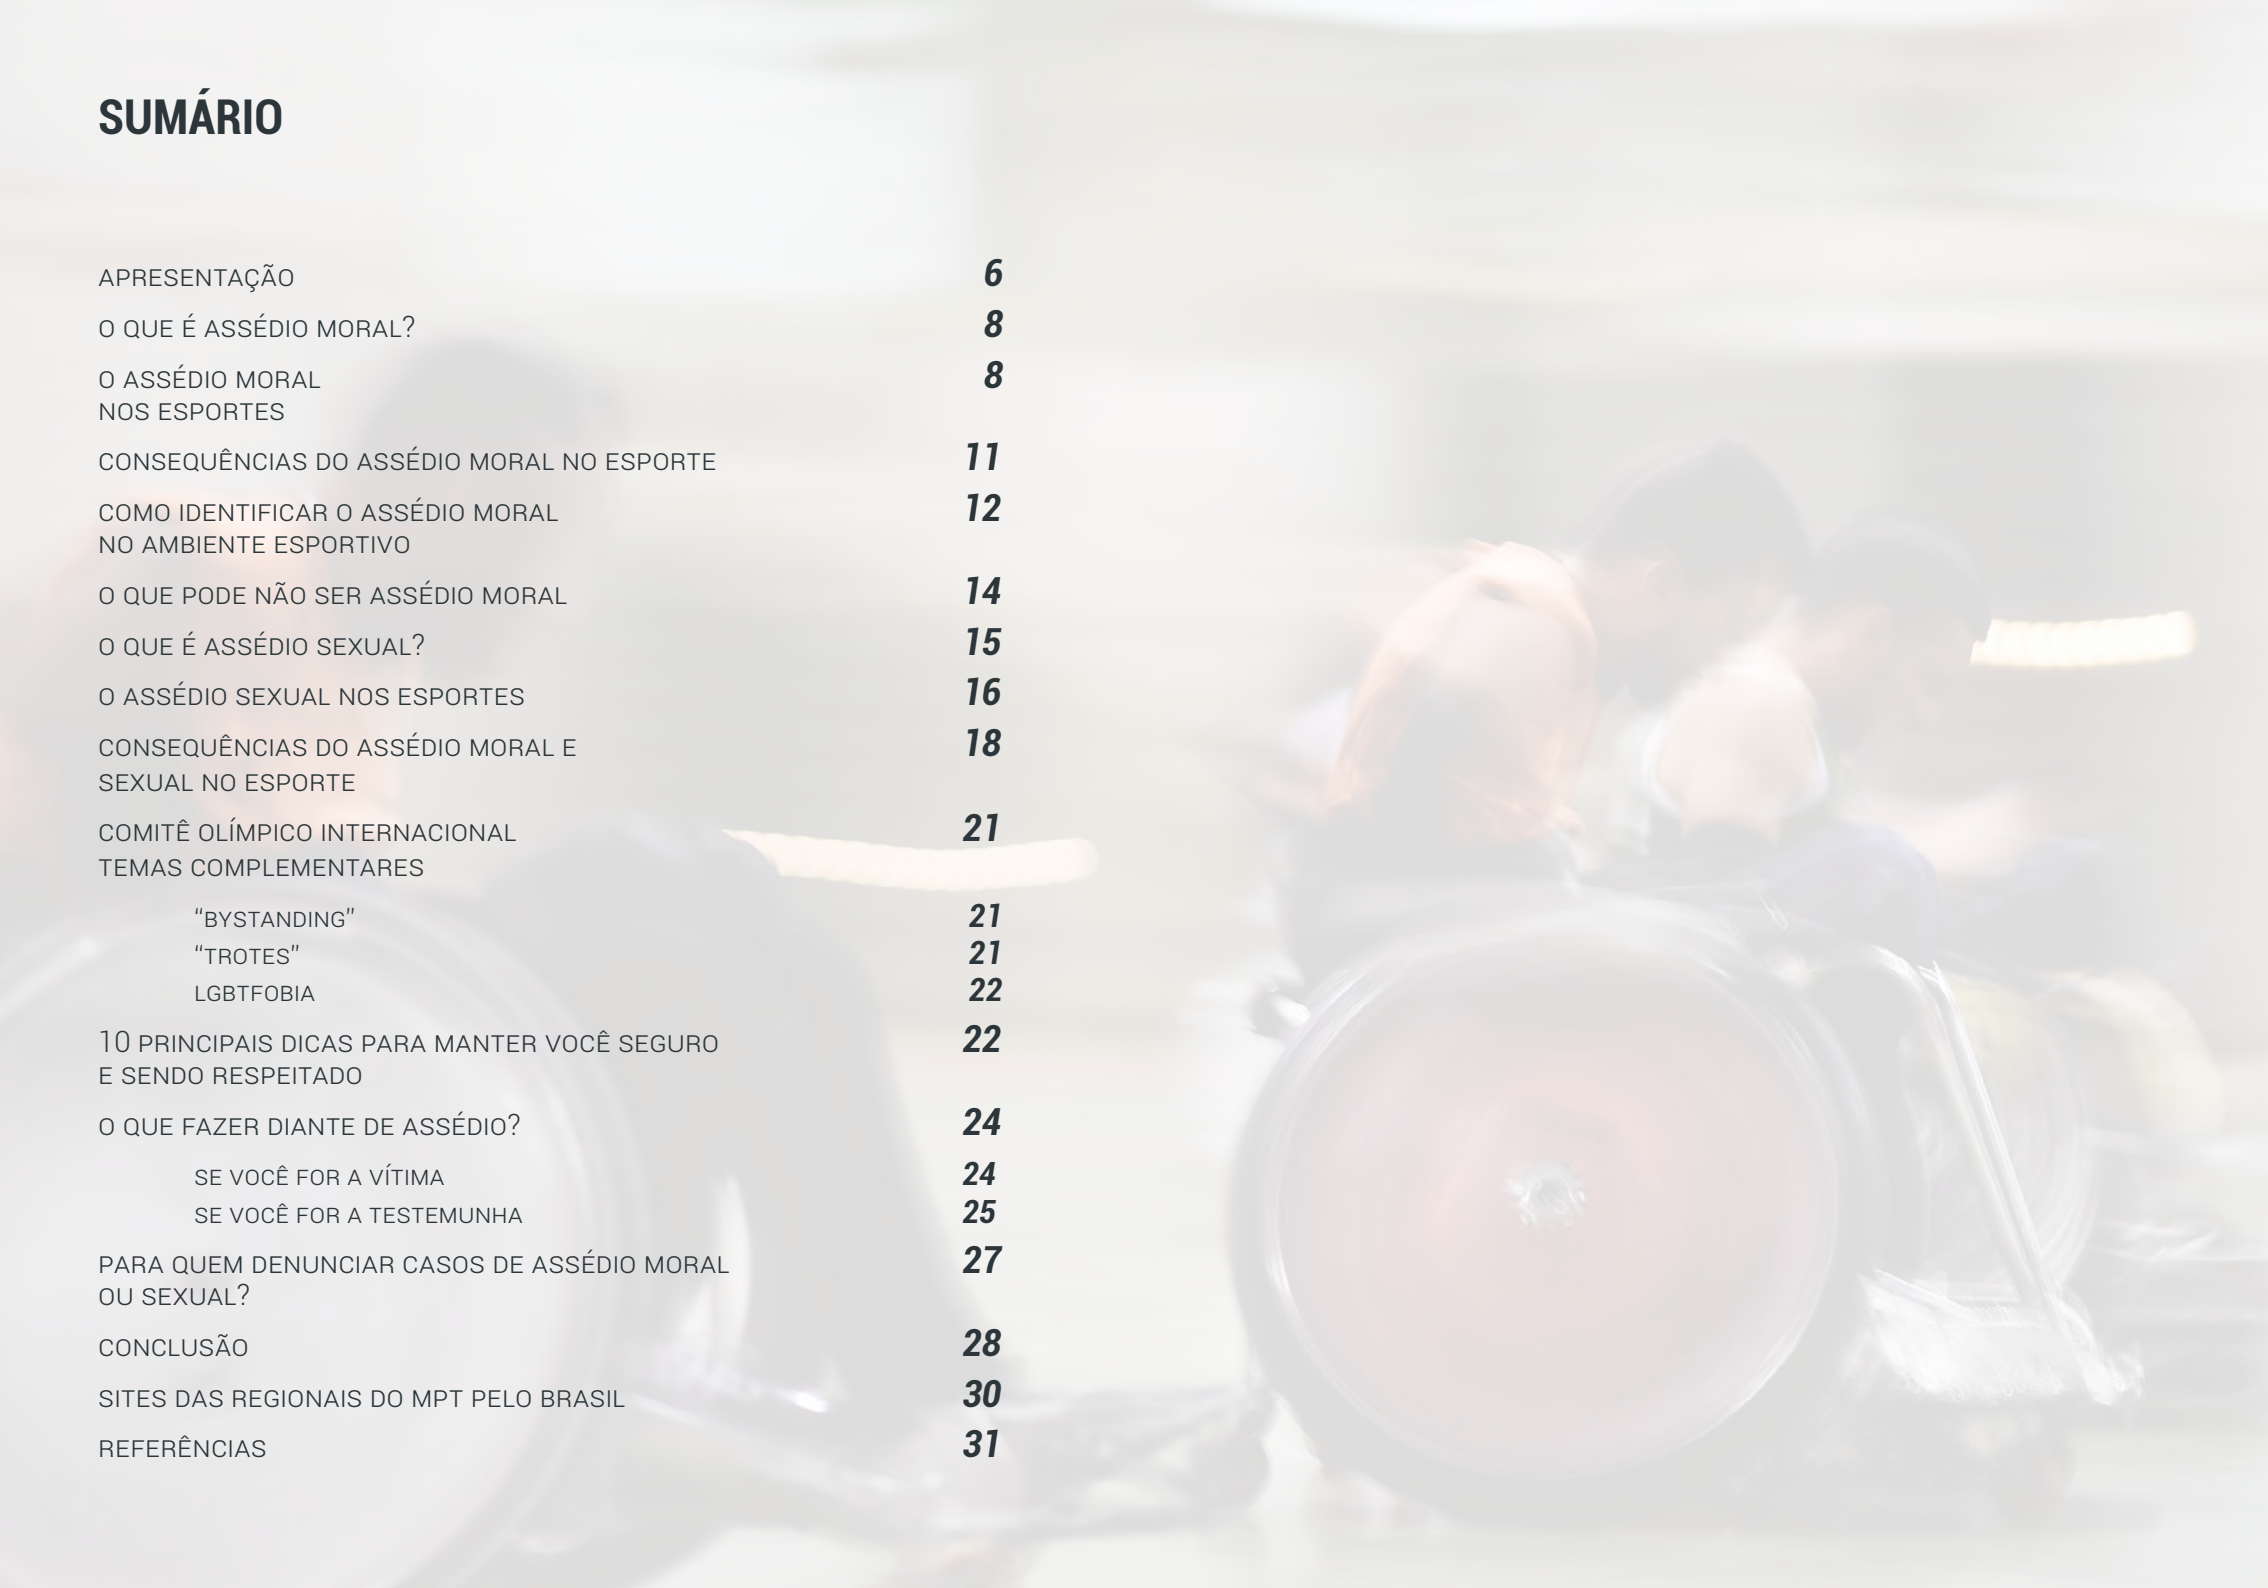 SUMÁRIO
APRESENTAÇÃO 6
O QUE É ASSÉDIO MORAL? 8
O ASSÉDIO MORAL 8
NOS ESPORTES
CONSEQUÊNCIAS DO ASSÉDIO MORAL NO ESPORTE 11
COMO IDENTIFICAR O ASSÉDIO MORAL 12
NO AMBIENTE ESPORTIVO
O QUE PODE NÃO SER ASSÉDIO MORAL 14
O QUE É ASSÉDIO SEXUAL? 15
O ASSÉDIO SEXUAL NOS ESPORTES 16
CONSEQUÊNCIAS DO ASSÉDIO MORAL E 18
SEXUAL NO ESPORTE
COMITÊ OLÍMPICO INTERNACIONAL 21
TEMAS COMPLEMENTARES
“BYSTANDING” 21
“TROTES” 21
LGBTFOBIA 22
10 PRINCIPAIS DICAS PARA MANTER VOCÊ SEGURO 22
E SENDO RESPEITADO
O QUE FAZER DIANTE DE ASSÉDIO? 24
SE VOCÊ FOR A VÍTIMA 24
SE VOCÊ FOR A TESTEMUNHA 25
PARA QUEM DENUNCIAR CASOS DE ASSÉDIO MORAL 27
OU SEXUAL?
CONCLUSÃO 28
SITES DAS REGIONAIS DO MPT PELO BRASIL 30
REFERÊNCIAS 31